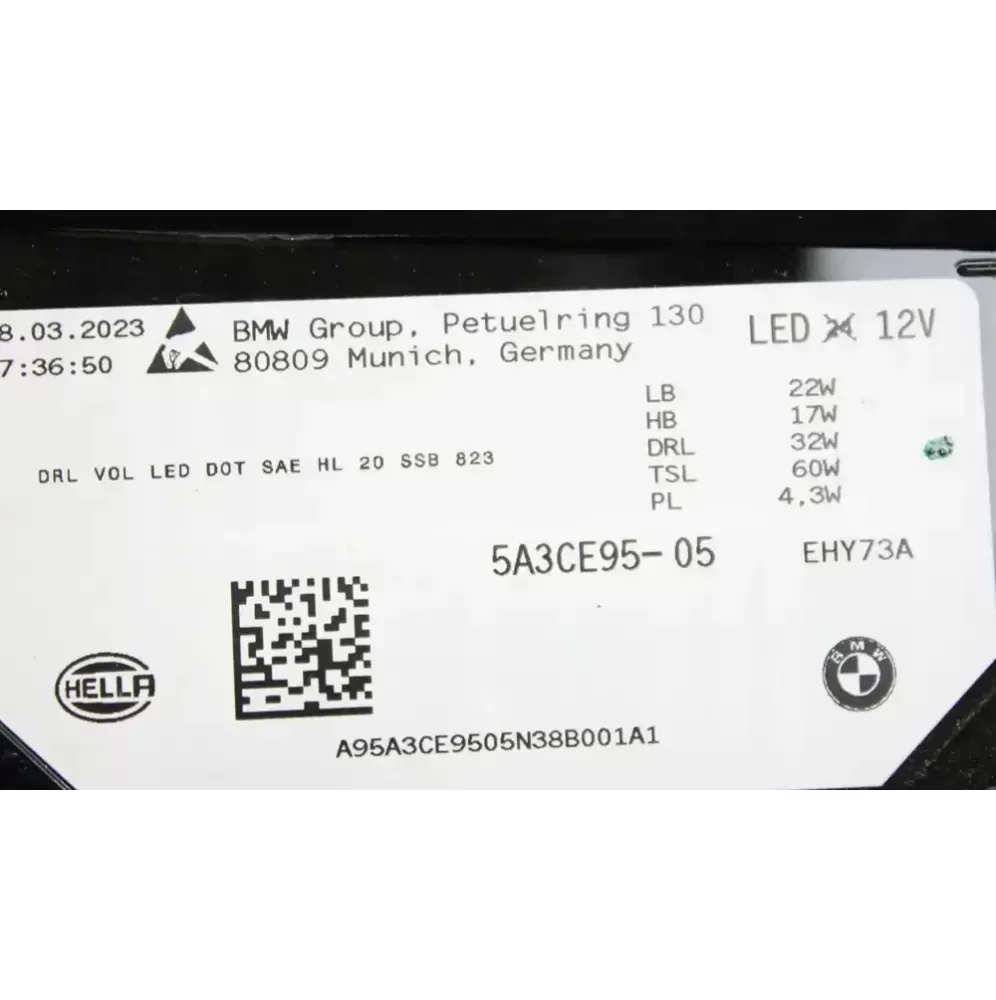 8.03.2023
7:36:50
BMW Group, Petuelring 130
80809 Munich, Germany
LED 24 12V
LB 22W
HB 17W
DRL 32W
TSL 60W
PL 4,3W
DRL VOL LED DOT SAE HL 20 SSB 823
5A3CE95-05
EHY73A
HELLA
BMW
A95A3CE9505N38B001A1